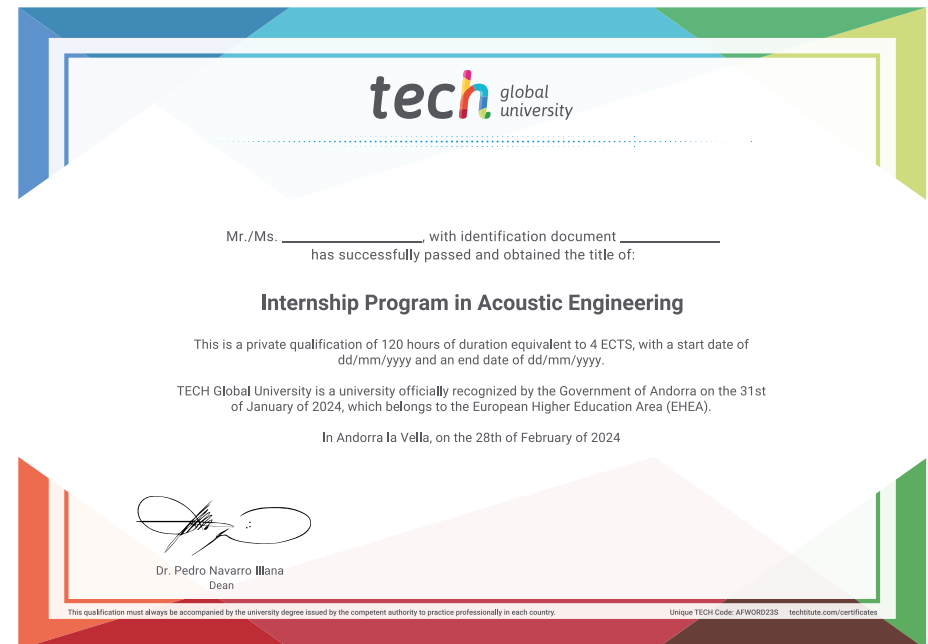 tech global university
Mr./Ms. ____________________, with identification document ______________
has successfully passed and obtained the title of:
Internship Program in Acoustic Engineering
This is a private qualification of 120 hours of duration equivalent to 4 ECTS, with a start date of
dd/mm/yyyy and an end date of dd/mm/yyyy.
TECH Global University is a university officially recognized by the Government of Andorra on the 31st
of January of 2024, which belongs to the European Higher Education Area (EHEA).
In Andorra la Vella, on the 28th of February of 2024
Dr. Pedro Navarro Illana
Dean
This qualification must always be accompanied by the university degree issued by the competent authority to practice professionally in each country. Unique TECH Code: AFWORD23S techtitute.com/certificates